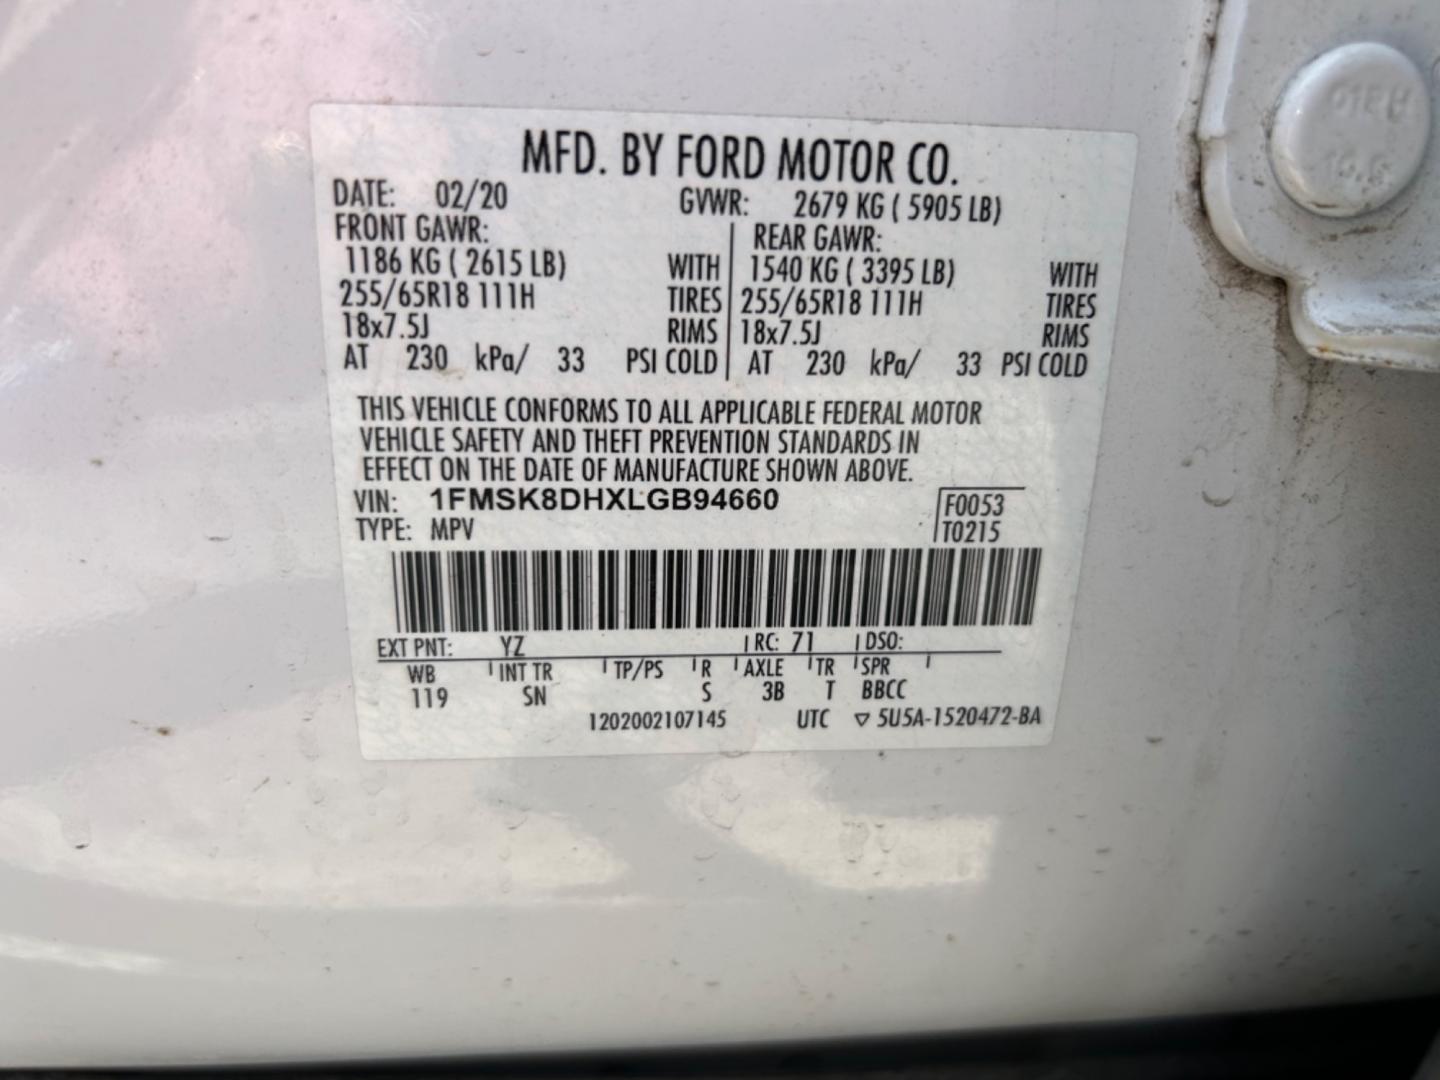 MFD. BY FORD MOTOR CO.
DATE: 02/20 GVWR: 2679 KG ( 5905 LB)
FRONT GAWR: REAR GAWR:
1186 KG ( 2615 LB) WITH 1540 KG ( 3395 LB) WITH
255/65R18 111H TIRES 255/65R18 111H TIRES
18x7.5J RIMS 18x7.5J RIMS
AT 230 kPa/ 33 PSI COLD AT 230 kPa/ 33 PSI COLD
THIS VEHICLE CONFORMS TO ALL APPLICABLE FEDERAL MOTOR
VEHICLE SAFETY AND THEFT PREVENTION STANDARDS IN
EFFECT ON THE DATE OF MANUFACTURE SHOWN ABOVE.
VIN: 1FMSK8DHXLGB94660 F0053
TYPE: MPV T0215
EXT PNT: YZ RC: 71 DSO:
WB INT TR TP/PS R AXLE TR SPR
119 SN S 3B T BBCC
1202002107145 UTC ▽ 5U5A-1520472-BA